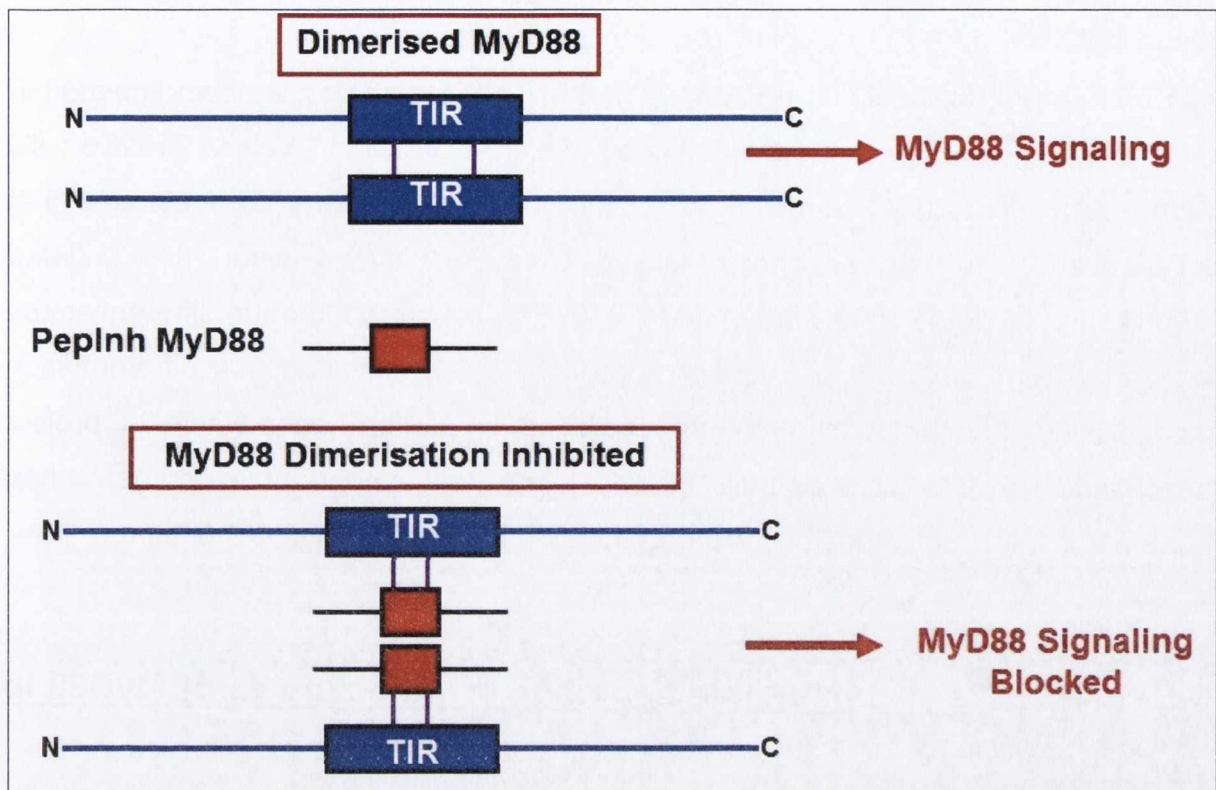 Dimerised MyD88
N TIR C
MyD88 Signaling
N TIR C
PepInh MyD88
MyD88 Dimerisation Inhibited
N TIR C
MyD88 Signaling
Blocked
N TIR C